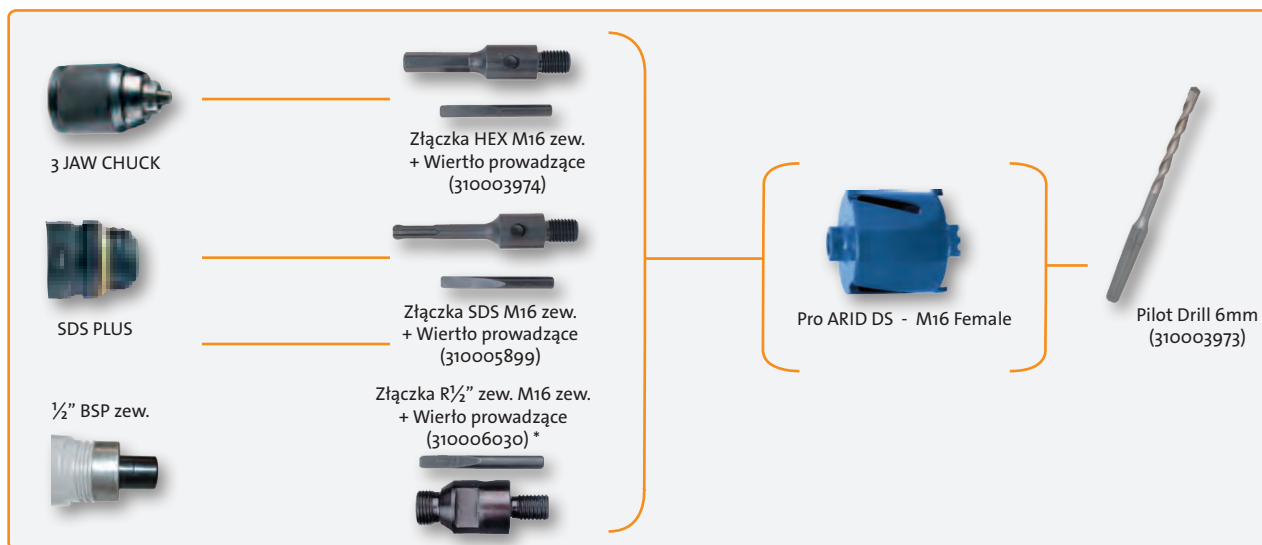 3 JAW CHUCK
Złączka HEX M16 zew.
+ Wiertło prowadzące
(310003974)
SDS PLUS
Złączka SDS M16 zew.
+ Wiertło prowadzące
(310005899)
½” BSP zew.
Złączka R½” zew. M16 zew.
+ Wierło prowadzące
(310006030) *
Pro ARID DS - M16 Female
Pilot Drill 6mm
(310003973)